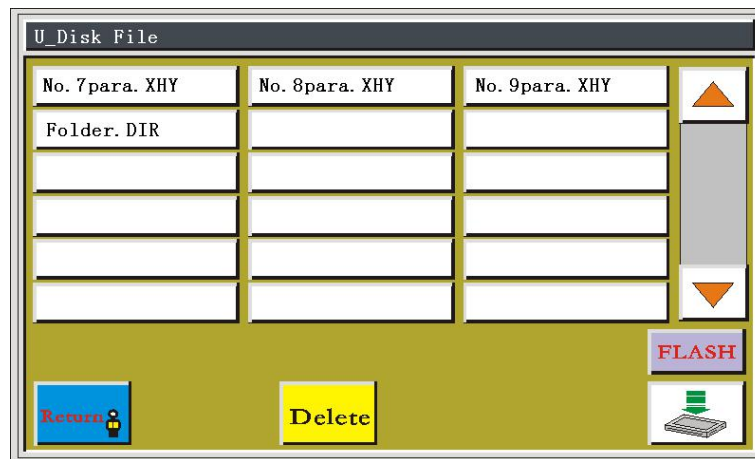 U_Disk File
No.7para.XHY No.8para.XHY No.9para.XHY
Folder.DIR
FLASH
Return Delete